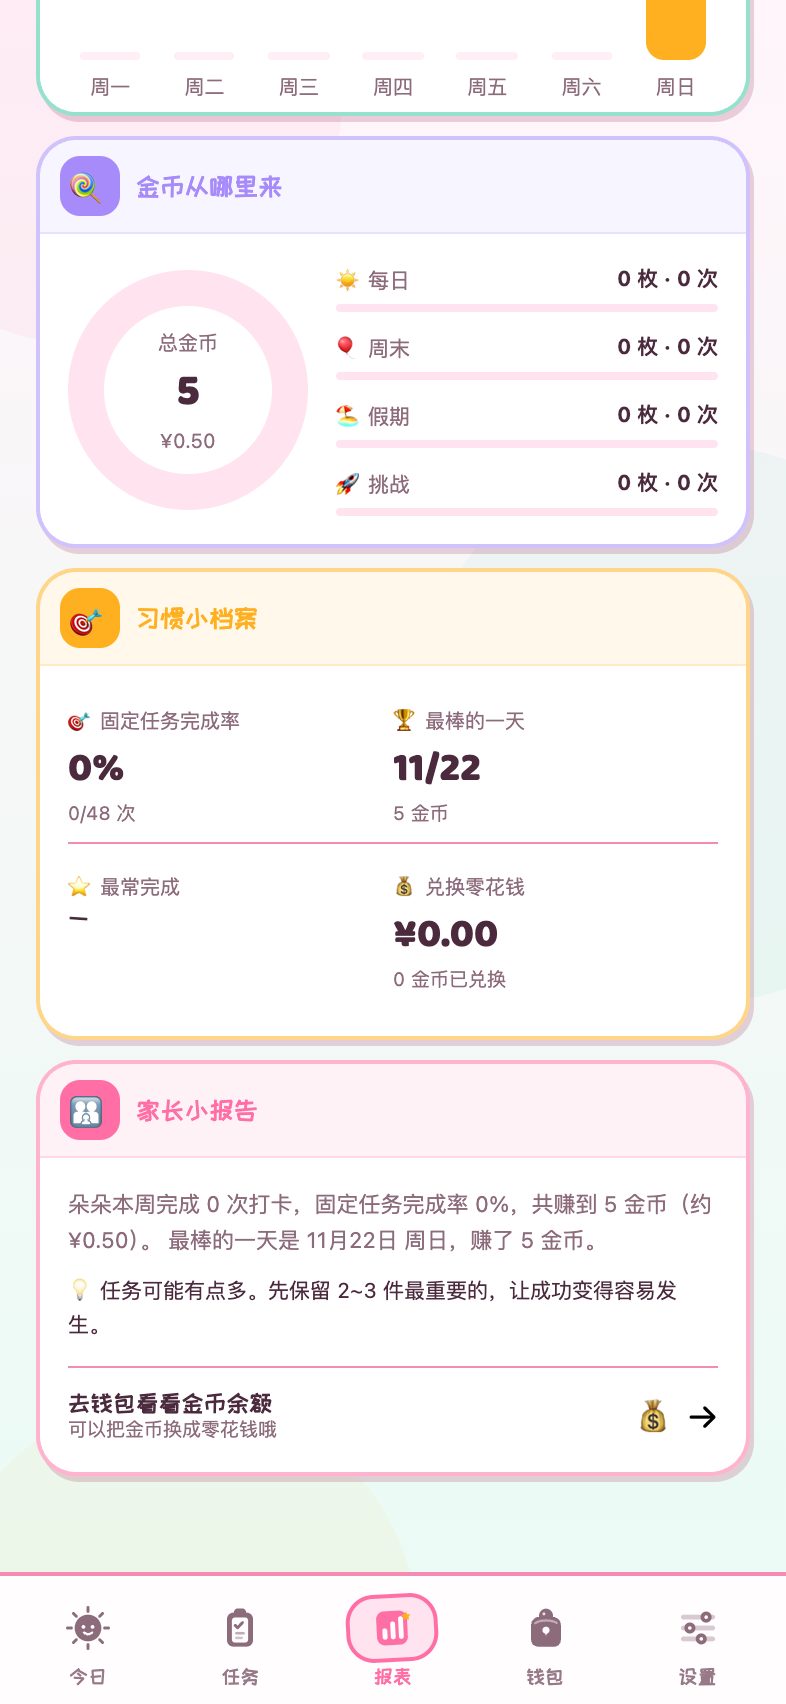 周一 周二 周三 周四 周五 周六 周日
金币从哪里来
总金币
5
¥0.50
每日 0 枚 · 0 次
周末 0 枚 · 0 次
假期 0 枚 · 0 次
挑战 0 枚 · 0 次
习惯小档案
固定任务完成率
0%
0/48 次
最棒的一天
11/22
5 金币
最常完成
—
兑换零花钱
¥0.00
0 金币已兑换
家长小报告
朵朵本周完成 0 次打卡，固定任务完成率 0%，共赚到 5 金币（约
¥0.50）。 最棒的一天是 11月22日 周日，赚了 5 金币。
任务可能有点多。先保留 2~3 件最重要的，让成功变得容易发
生。
去钱包看看金币余额
可以把金币换成零花钱哦
今日 任务 报表 钱包 设置